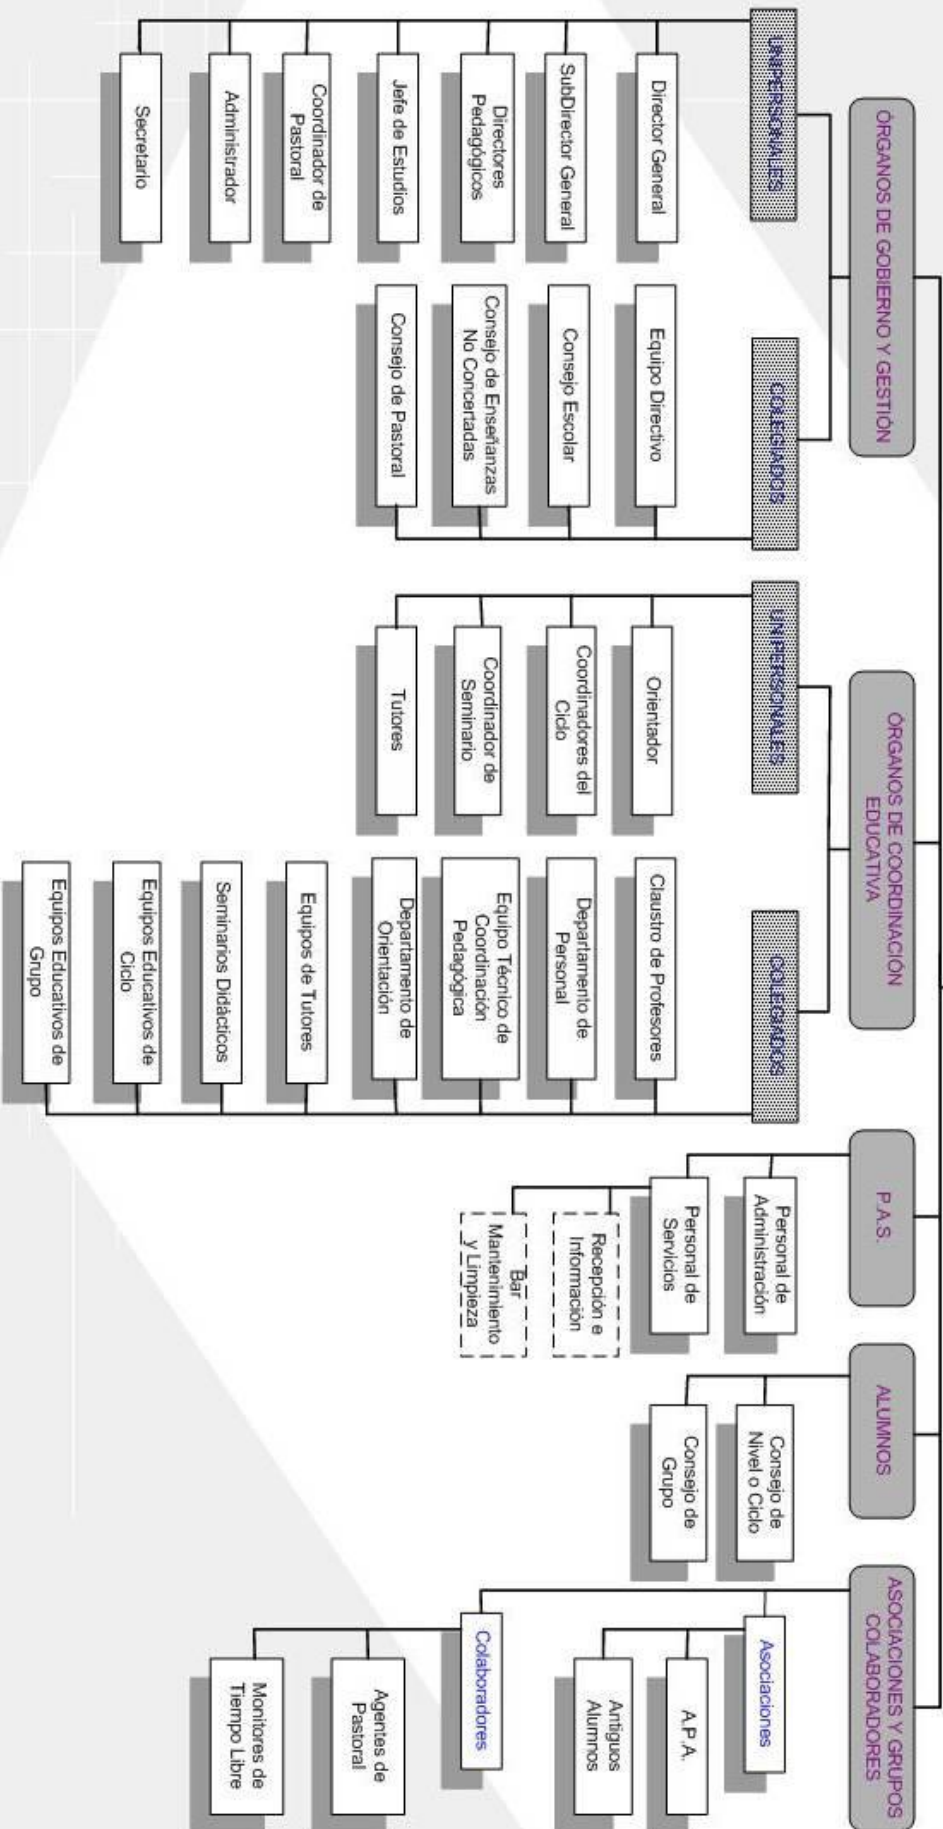 ÓRGANOS DE GOBIERNO Y GESTIÓN
UNIPERSONALES
Director General
SubDirector General
Directores
Pedagógicos
Jefe de Estudios
Coordinador de
Pastoral
Administrador
Secretario
COLEGIADOS
Equipo Directivo
Consejo Escolar
Consejo de Enseñanzas
No Concertadas
Consejo de Pastoral
ÓRGANOS DE COORDINACIÓN
EDUCATIVA
UNIPERSONALES
Orientador
Coordinadores del
Ciclo
Coordinador de
Seminario
Tutores
COLEGIADOS
Claustro de Profesores
Departamento de
Personal
Equipo Técnico de
Coordinación
Pedagógica
Departamento de
Orientación
Equipos de Tutores
Seminarios Didácticos
Equipos Educativos de
Ciclo
Equipos Educativos de
Grupo
P.A.S.
Personal de
Administración
Personal de
Servicios
Recepción e
Información
Bar
Mantenimiento
y Limpieza
ALUMNOS
Consejo de
Nivel o Ciclo
Consejo de
Grupo
ASOCIACIONES Y GRUPOS
COLABORADORES
Asociaciones
A.P.A.
Antiguos
Alumnos
Colaboradores
Agentes de
Pastoral
Monitores de
Tiempo Libre